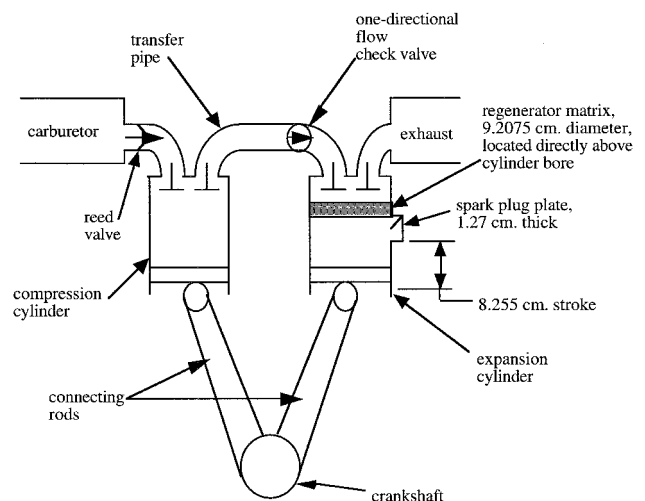 one-directional
flow
check valve
transfer
pipe
carburetor
exhaust
regenerator matrix,
9.2075 cm. diameter,
located directly above
cylinder bore
spark plug plate,
1.27 cm. thick
reed
valve
compression
cylinder
8.255 cm. stroke
expansion
cylinder
connecting
rods
crankshaft